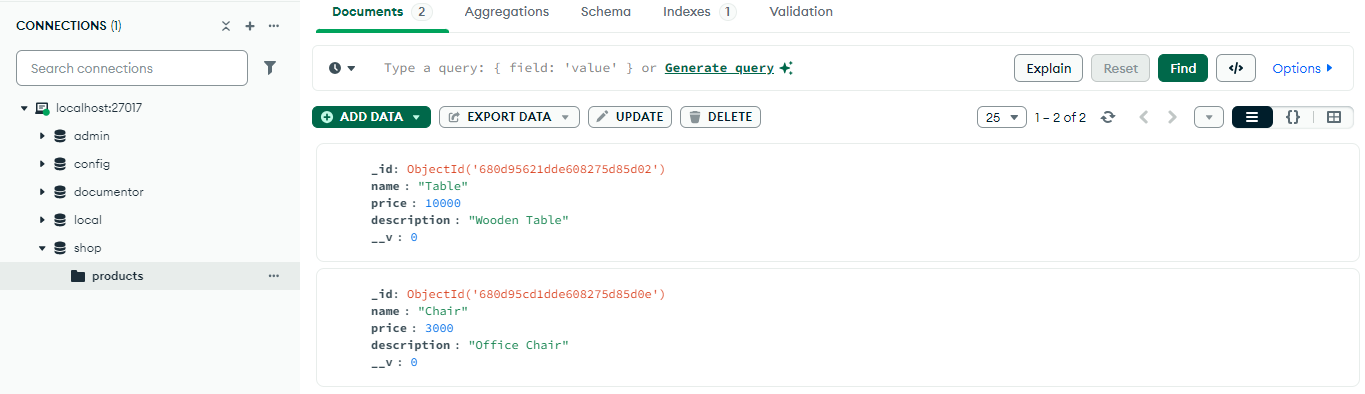 CONNECTIONS (1)
Search connections
localhost:27017
admin
config
documentor
local
shop
products
Documents 2 Aggregations Schema Indexes 1 Validation
Type a query: { field: 'value' } or Generate query
Explain Reset Find </> Options
ADD DATA EXPORT DATA UPDATE DELETE 25 1 – 2 of 2 {}
_id: ObjectId('680d95621dde608275d85d02')
name : "Table"
price : 10000
description : "Wooden Table"
__v : 0
_id: ObjectId('680d95cd1dde608275d85d0e')
name : "Chair"
price : 3000
description : "Office Chair"
__v : 0